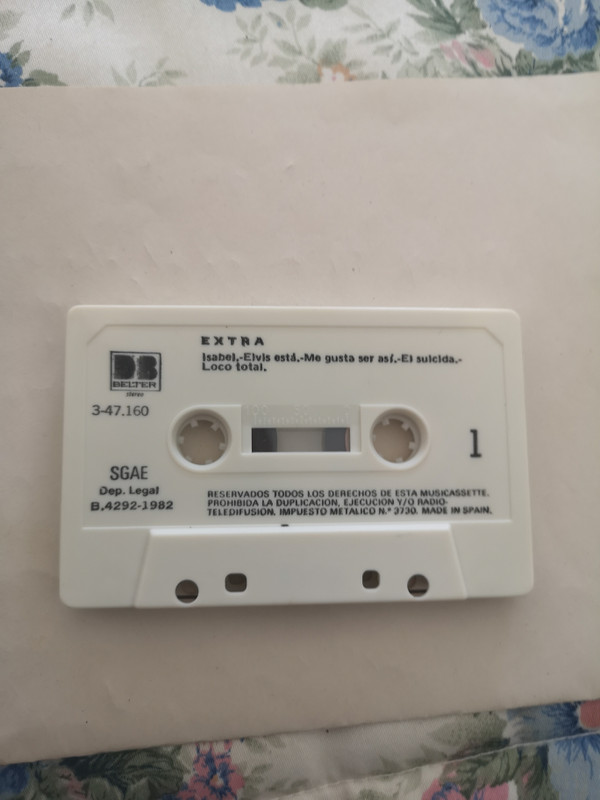 EXTRA
Isabel.-Elvis está.-Me gusta ser así.-El suicida.-
Loco total.
BELTER
stereo
3-47.160
1
SGAE
Dep. Legal
B.4292-1982
RESERVADOS TODOS LOS DERECHOS DE ESTA MUSICASSETTE.
PROHIBIDA LA DUPLICACION, EJECUCION Y/O RADIO-
TELEDIFUSION. IMPUESTO METALICO N.º 3730. MADE IN SPAIN.